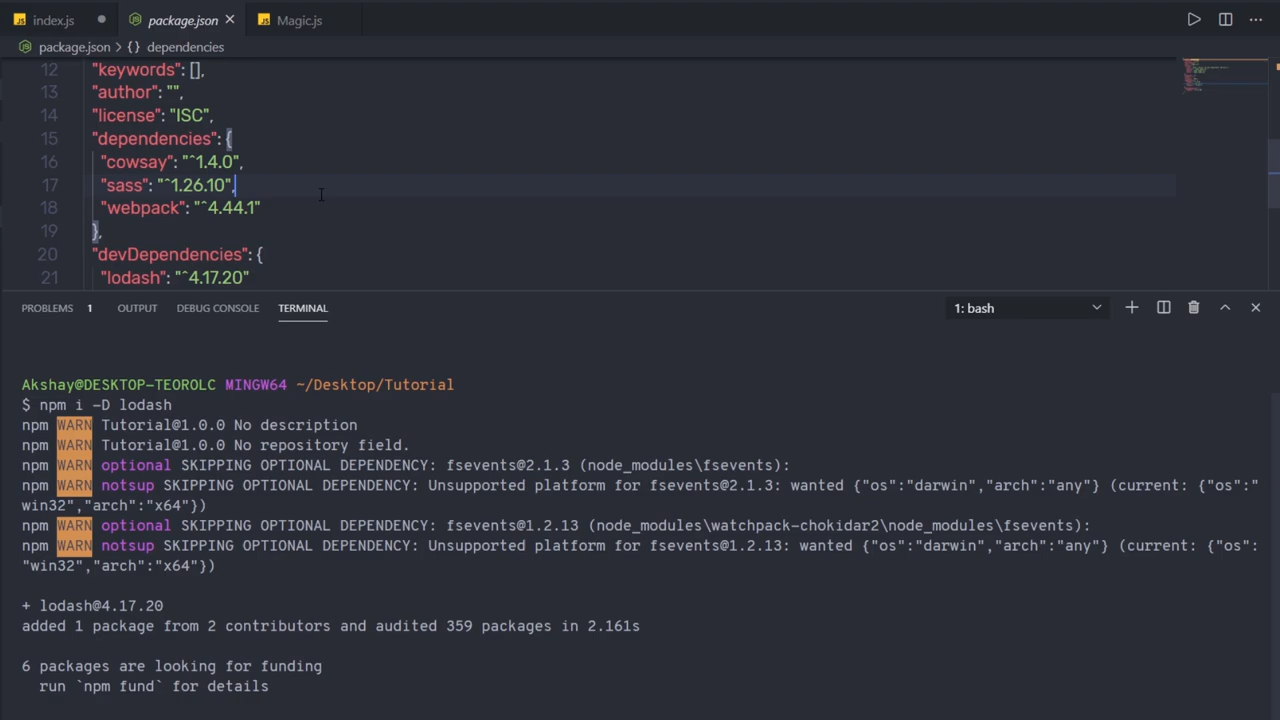 index.js
package.json
Magic.js
package.json > {} dependencies
12 "keywords": [],
13 "author": "",
14 "license": "ISC",
15 "dependencies": {
16 "cowsay": "^1.4.0",
17 "sass": "^1.26.10",
18 "webpack": "^4.44.1"
19 },
20 "devDependencies": {
21 "lodash": "^4.17.20"
PROBLEMS 1 OUTPUT DEBUG CONSOLE TERMINAL 1: bash
Akshay@DESKTOP-TEOROLC MINGW64 ~/Desktop/Tutorial
$ npm i -D lodash
npm WARN Tutorial@1.0.0 No description
npm WARN Tutorial@1.0.0 No repository field.
npm WARN optional SKIPPING OPTIONAL DEPENDENCY: fsevents@2.1.3 (node_modules\fsevents):
npm WARN notsup SKIPPING OPTIONAL DEPENDENCY: Unsupported platform for fsevents@2.1.3: wanted {"os":"darwin","arch":"any"} (current: {"os":"
win32","arch":"x64"})
npm WARN optional SKIPPING OPTIONAL DEPENDENCY: fsevents@1.2.13 (node_modules\watchpack-chokidar2\node_modules\fsevents):
npm WARN notsup SKIPPING OPTIONAL DEPENDENCY: Unsupported platform for fsevents@1.2.13: wanted {"os":"darwin","arch":"any"} (current: {"os":
"win32","arch":"x64"})
+ lodash@4.17.20
added 1 package from 2 contributors and audited 359 packages in 2.161s
6 packages are looking for funding
run `npm fund` for details